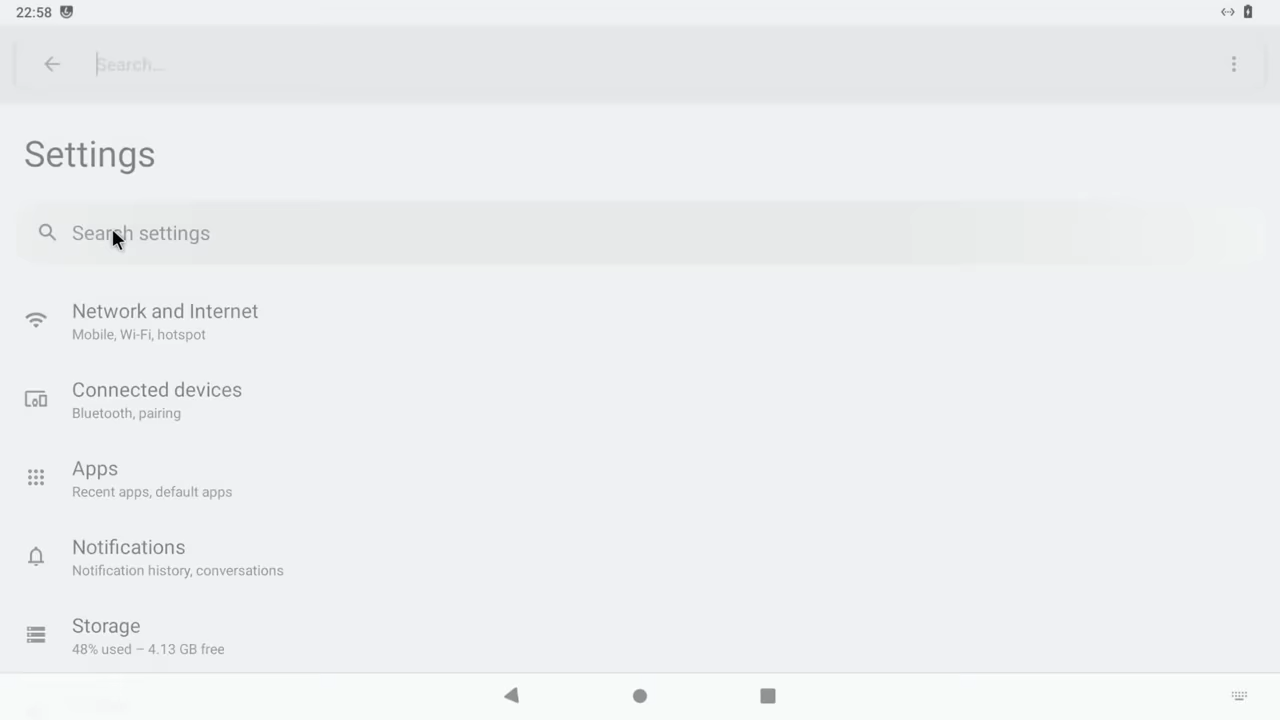 22:58
Search...
Settings
Search settings
Network and Internet
Mobile, Wi-Fi, hotspot
Connected devices
Bluetooth, pairing
Apps
Recent apps, default apps
Notifications
Notification history, conversations
Storage
48% used – 4.13 GB free